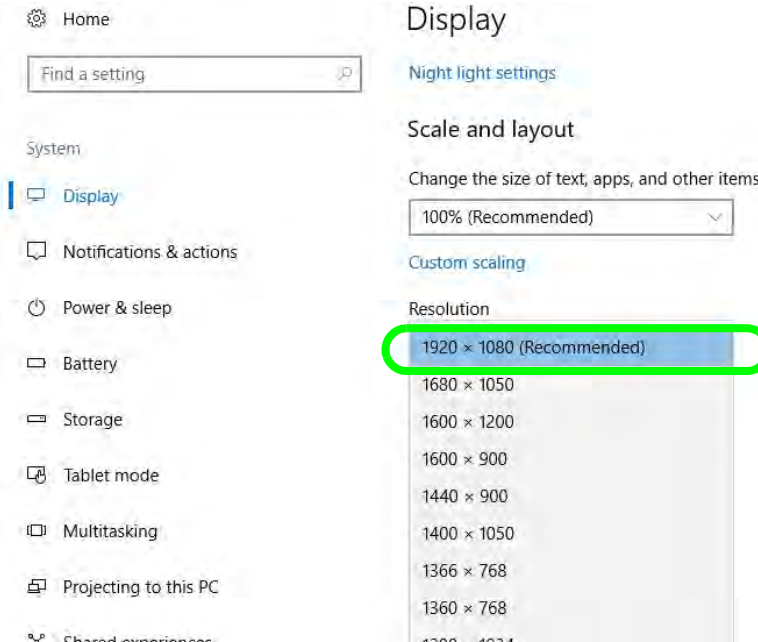 Home
Find a setting
System
Display
Notifications & actions
Power & sleep
Battery
Storage
Tablet mode
Multitasking
Projecting to this PC
Shared experiences
Display
Night light settings
Scale and layout
Change the size of text, apps, and other items
100% (Recommended)
Custom scaling
Resolution
1920 × 1080 (Recommended)
1680 × 1050
1600 × 1200
1600 × 900
1440 × 900
1400 × 1050
1366 × 768
1360 × 768